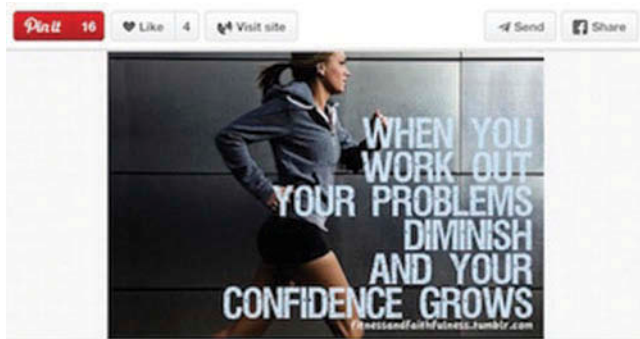 Pin it 16 Like 4 Visit site Send Share
WHEN YOU
WORK OUT
YOUR PROBLEMS
DIMINISH
AND YOUR
CONFIDENCE GROWS
fitnessandfaithfulness.tumblr.com